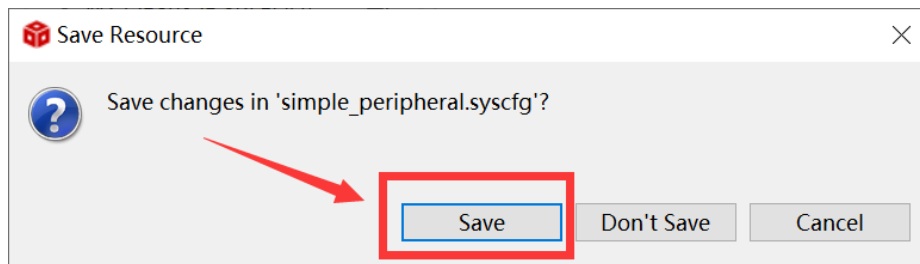 Save Resource
Save changes in 'simple_peripheral.syscfg'?
Save Don't Save Cancel